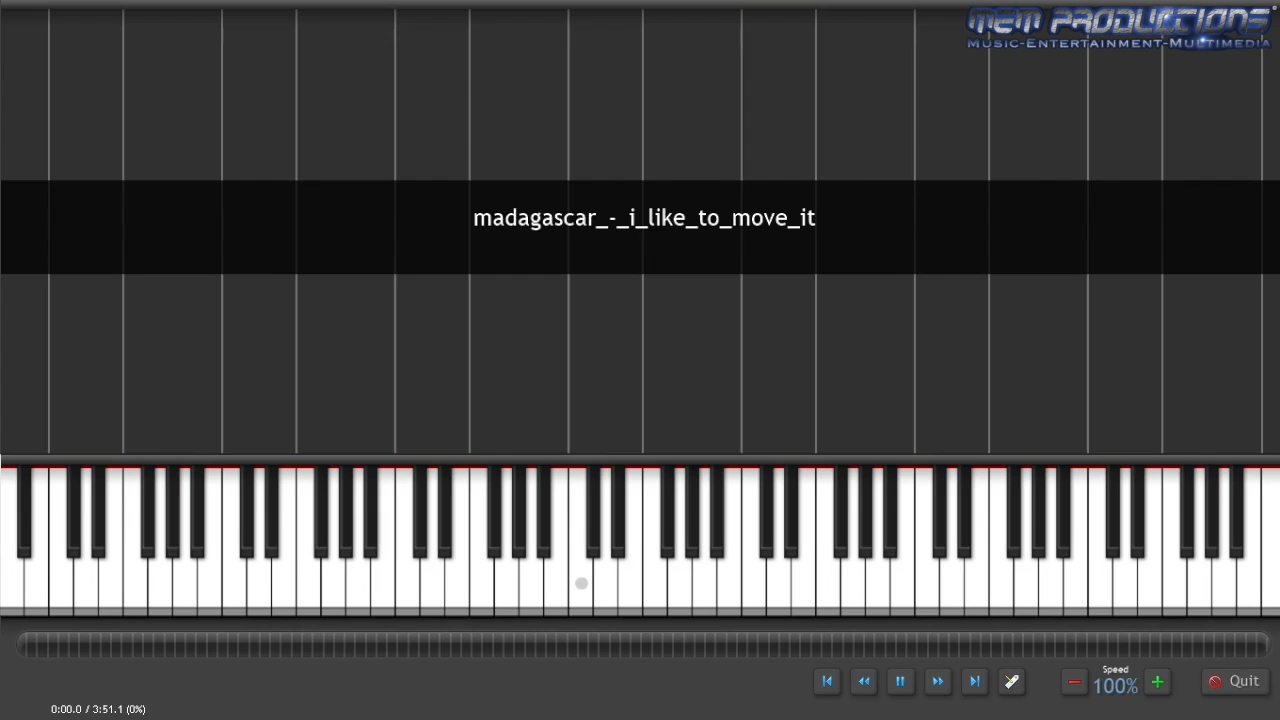 MEM PRODUCTIONS
MUSIC-ENTERTAINMENT-MULTIMEDIA
madagascar_-_i_like_to_move_it
Speed
100%
Quit
0:00.0 / 3:51.1 (0%)